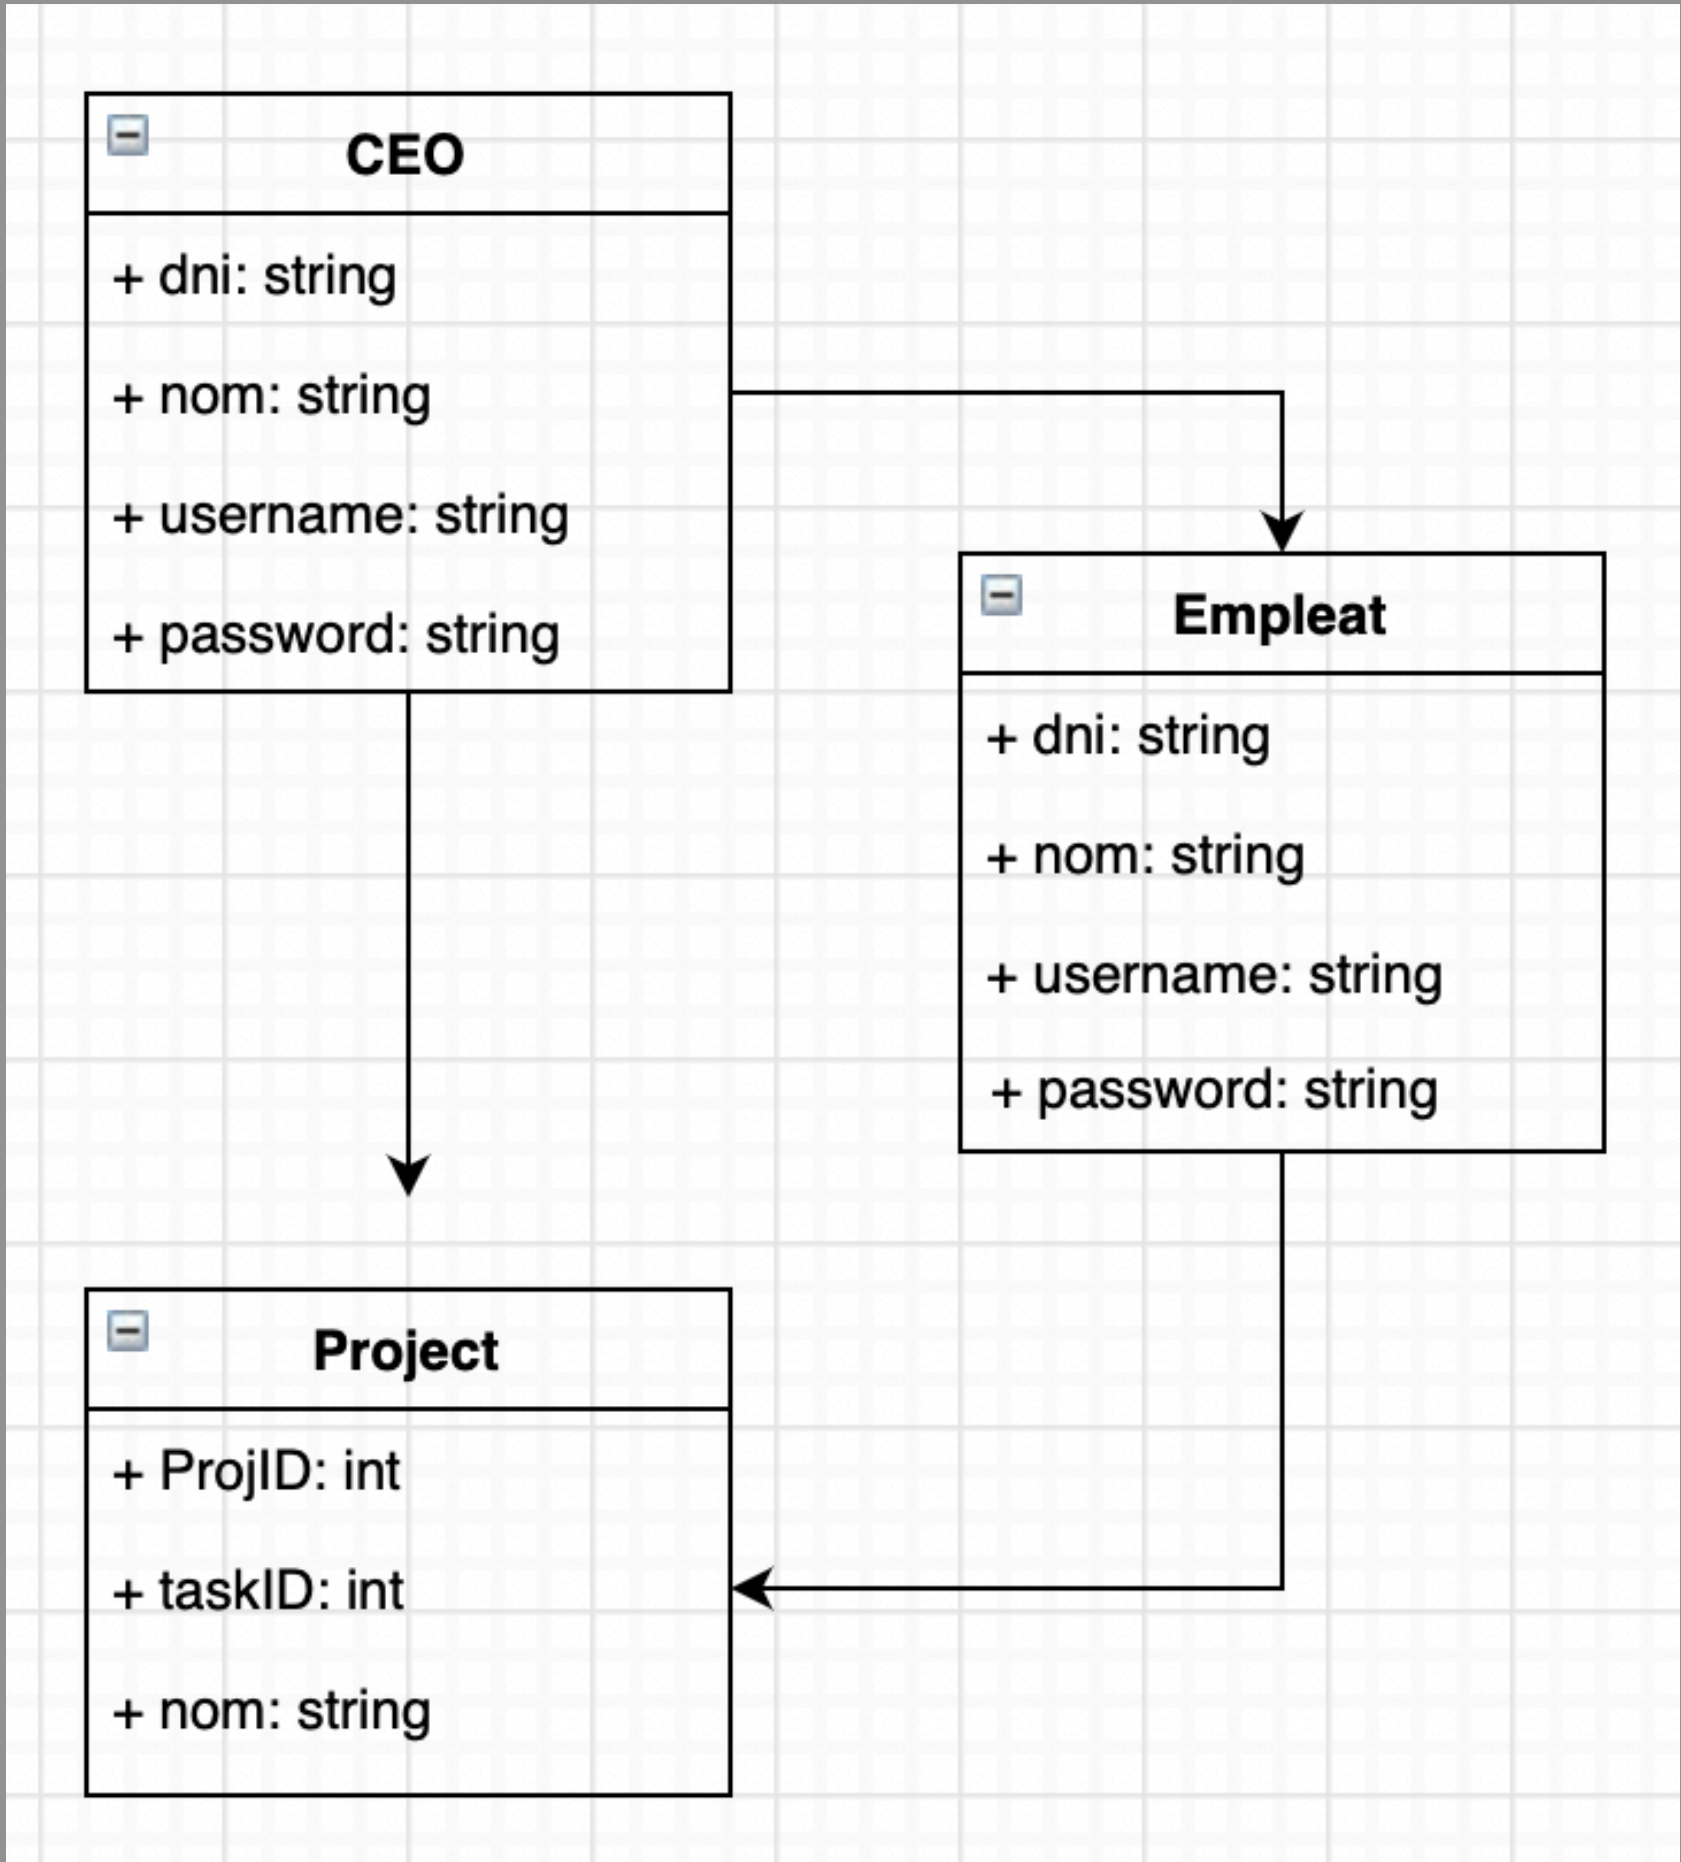 CEO
+ dni: string
+ nom: string
+ username: string
+ password: string
Empleat
+ dni: string
+ nom: string
+ username: string
+ password: string
Project
+ ProjID: int
+ taskID: int
+ nom: string